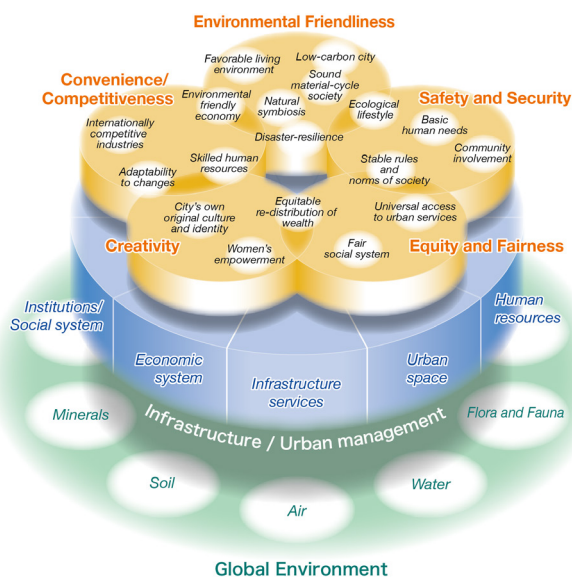 Environmental Friendliness
Favorable living
environment
Low-carbon city
Sound
material-cycle
society
Convenience/
Competitiveness
Environmental
friendly
economy
Natural
symbiosis
Ecological
lifestyle
Safety and Security
Internationally
competitive
industries
Disaster-resilience
Basic
human needs
Community
involvement
Adaptability
to changes
Skilled human
resources
Stable rules
and
norms of society
City's own
original culture
and identity
Equitable
re-distribution of
wealth
Universal access
to urban services
Creativity
Women's
empowerment
Fair
social system
Equity and Fairness
Institutions/
Social system
Economic
system
Infrastructure
services
Urban
space
Human
resources
Infrastructure / Urban management
Minerals
Soil
Air
Water
Flora and Fauna
Global Environment